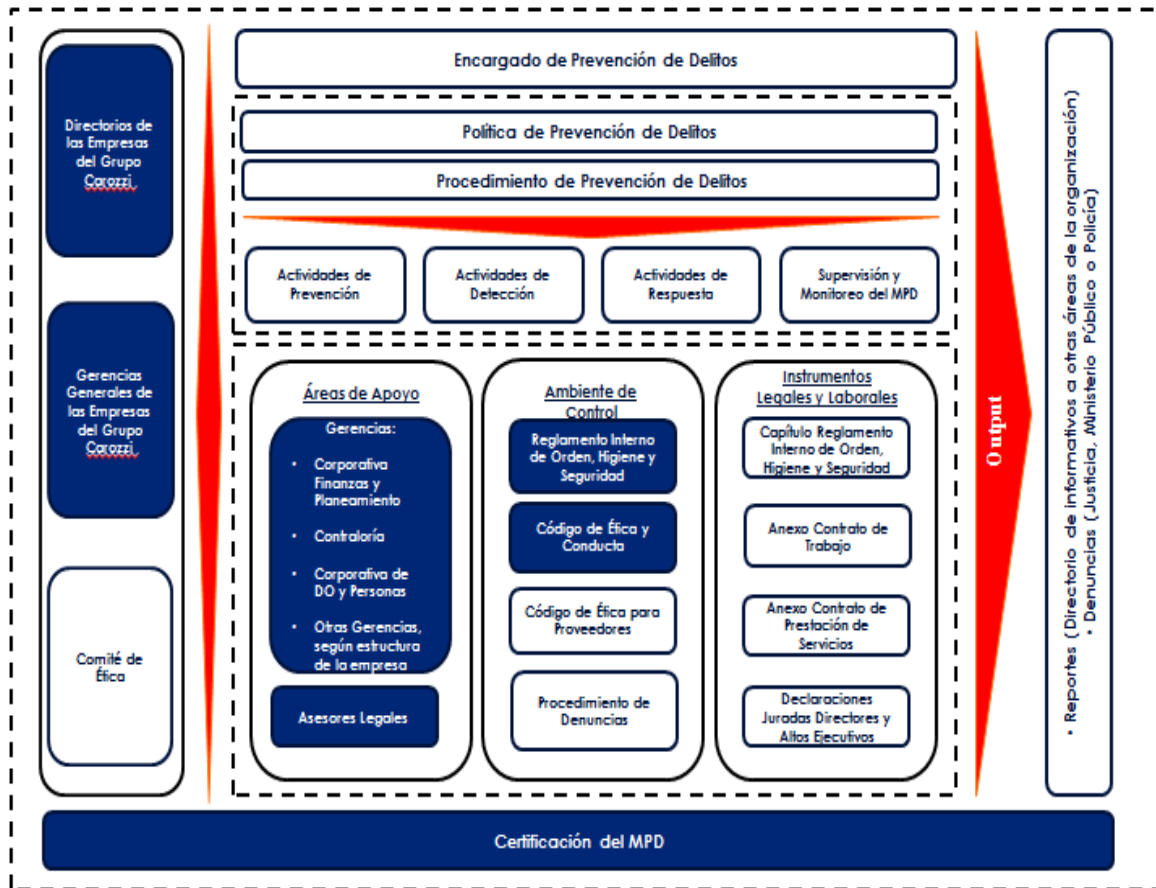 Directorios de
las Empresas
del Grupo
Carozzi.
Gerencias
Generales de
las Empresas
del Grupo
Carozzi.
Comité de
Ética
Encargado de Prevención de Delitos
Política de Prevención de Delitos
Procedimiento de Prevención de Delitos
Actividades de
Prevención
Actividades de
Detección
Actividades de
Respuesta
Supervisión y
Monitoreo del MPD
Áreas de Apoyo
Gerencias:
• Corporativa
Finanzas y
Planeamiento
• Contraloría
• Corporativa de
DO y Personas
• Otras Gerencias,
según estructura
de la empresa
Asesores Legales
Ambiente de
Control
Reglamento Interno
de Orden, Higiene y
Seguridad
Código de Ética y
Conducta
Código de Ética para
Proveedores
Procedimiento de
Denuncias
Instrumentos
Legales y Laborales
Capítulo Reglamento
Interno de Orden,
Higiene y Seguridad
Anexo Contrato de
Trabajo
Anexo Contrato de
Prestación de
Servicios
Declaraciones
Juradas Directores y
Altos Ejecutivos
Output
• Reportes (Directorio de informativos a otras áreas de la organización)
• Denuncias (Justicia, Ministerio Público o Policía)
Certificación del MPD